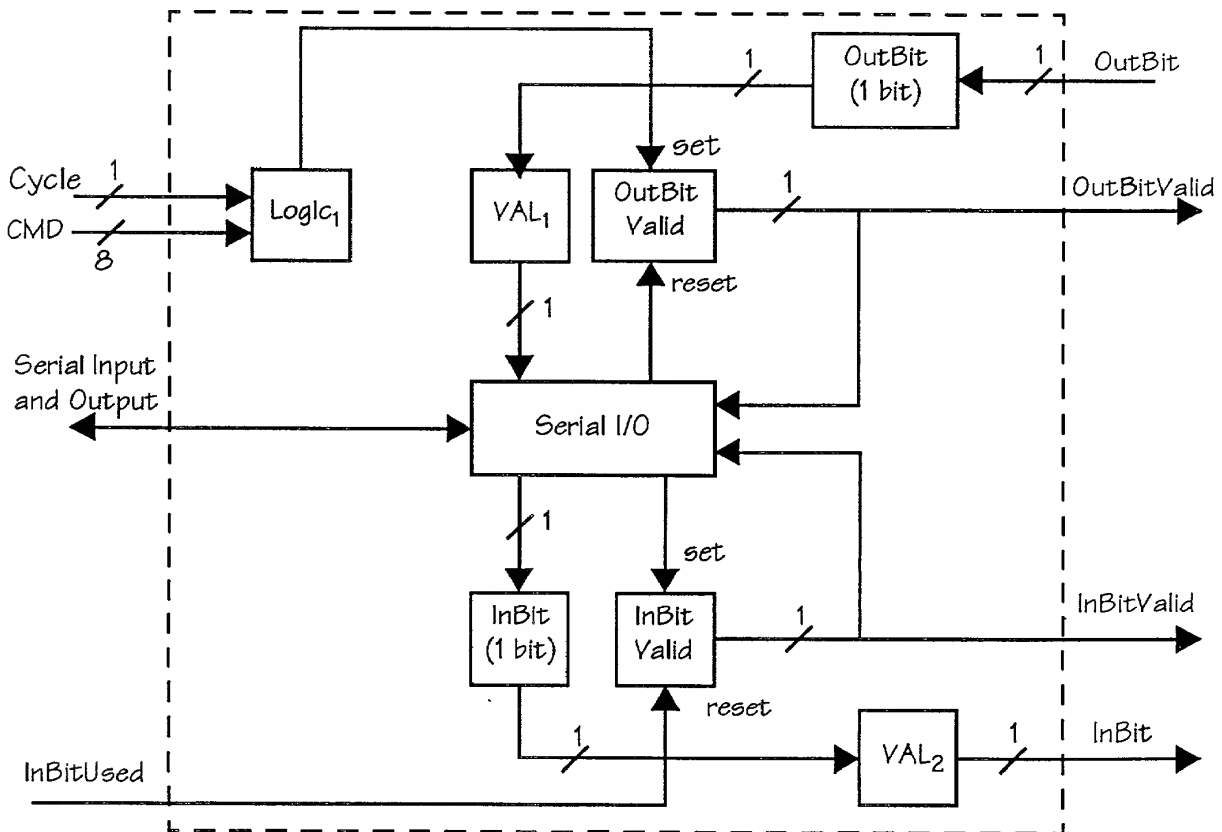 1
OutBit
(1 bit)
1
OutBit
set
Cycle
1
Logic1
VAL1
OutBit
Valid
1
OutBitValid
CMD
8
reset
1
Serial Input
and Output
Serial I/O
1
set
InBit
(1 bit)
InBit
Valid
1
InBitValid
reset
1
VAL2
1
InBit
InBitUsed